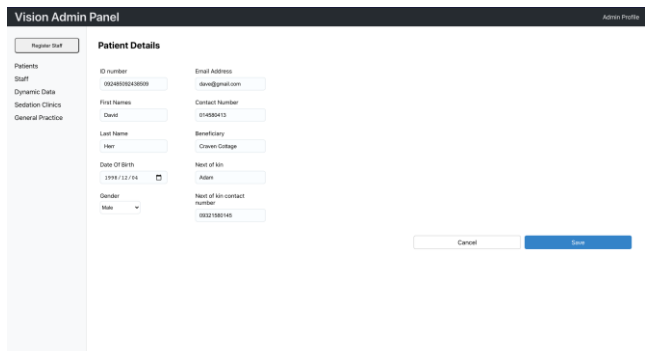 Vision Admin Panel
Admin Profile
Register Staff
Patients
Staff
Dynamic Data
Sedation Clinics
General Practice
Patient Details
ID number
092485092438509
Email Address
dave@gmail.com
First Names
David
Contact Number
014580413
Last Name
Herr
Beneficiary
Craven Cottage
Date Of Birth
1998/12/04
Next of kin
Adam
Gender
Male
Next of kin contact
number
09321580145
Cancel
Save